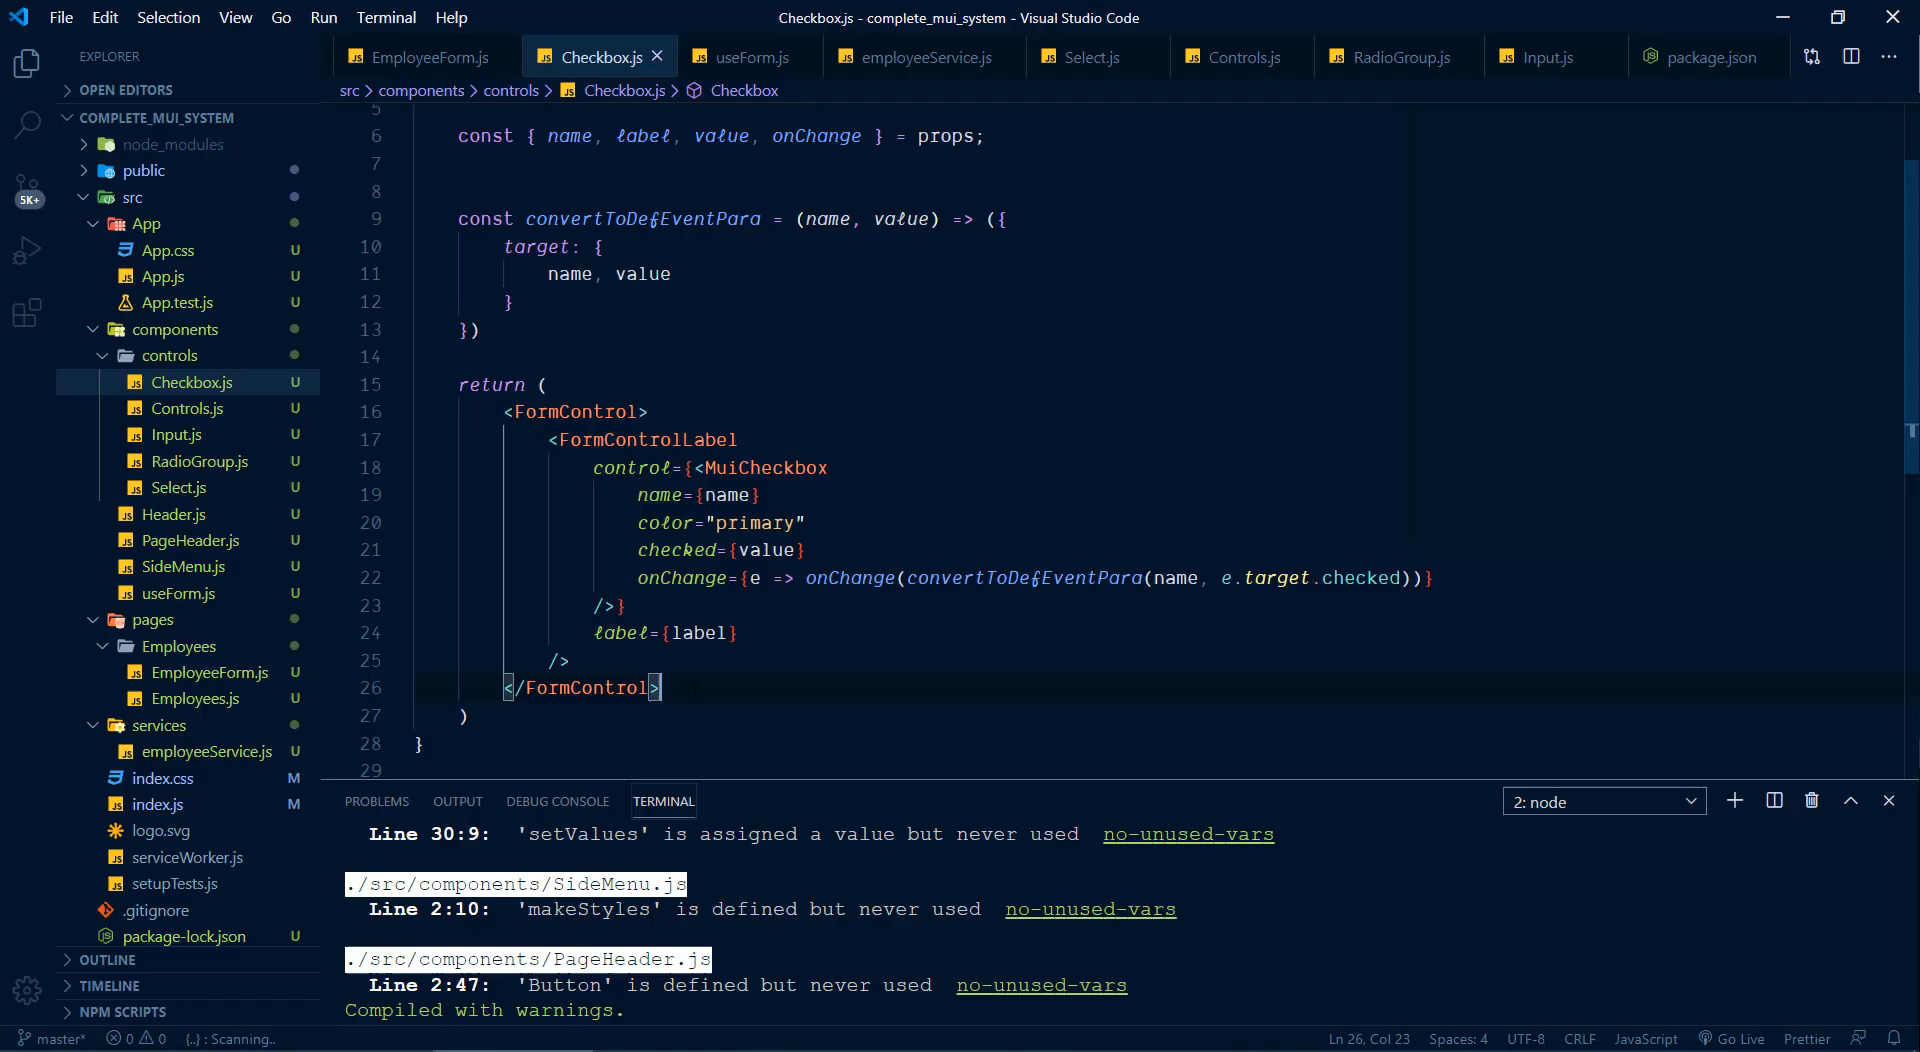 File Edit Selection View Go Run Terminal Help
Checkbox.js - complete_mui_system - Visual Studio Code
EXPLORER
EmployeeForm.js
Checkbox.js
useForm.js
employeeService.js
Select.js
Controls.js
RadioGroup.js
Input.js
package.json
src > components > controls > Checkbox.js > Checkbox
OPEN EDITORS
COMPLETE_MUI_SYSTEM
node_modules
public
src
App
App.css U
App.js U
App.test.js U
components
controls
Checkbox.js U
Controls.js U
Input.js U
RadioGroup.js U
Select.js U
Header.js U
PageHeader.js U
SideMenu.js U
useForm.js U
pages
Employees
EmployeeForm.js U
Employees.js U
services
employeeService.js U
index.css M
index.js M
logo.svg
serviceWorker.js
setupTests.js
.gitignore
package-lock.json U
OUTLINE
TIMELINE
NPM SCRIPTS
5K+
5
6 const { name, label, value, onChange } = props;
7
8
9 const convertToDefEventPara = (name, value) => ({
10 target: {
11 name, value
12 }
13 })
14
15 return (
16 <FormControl>
17 <FormControlLabel
18 control={<MuiCheckbox
19 name={name}
20 color="primary"
21 checked={value}
22 onChange={e => onChange(convertToDefEventPara(name, e.target.checked))}
23 />}
24 label={label}
25 />
26 </FormControl>
27 )
28 }
29
PROBLEMS OUTPUT DEBUG CONSOLE TERMINAL
2: node
Line 30:9: 'setValues' is assigned a value but never used no-unused-vars
./src/components/SideMenu.js
Line 2:10: 'makeStyles' is defined but never used no-unused-vars
./src/components/PageHeader.js
Line 2:47: 'Button' is defined but never used no-unused-vars
Compiled with warnings.
master* 0 0 {..} : Scanning..
Ln 26, Col 23 Spaces: 4 UTF-8 CRLF JavaScript Go Live Prettier